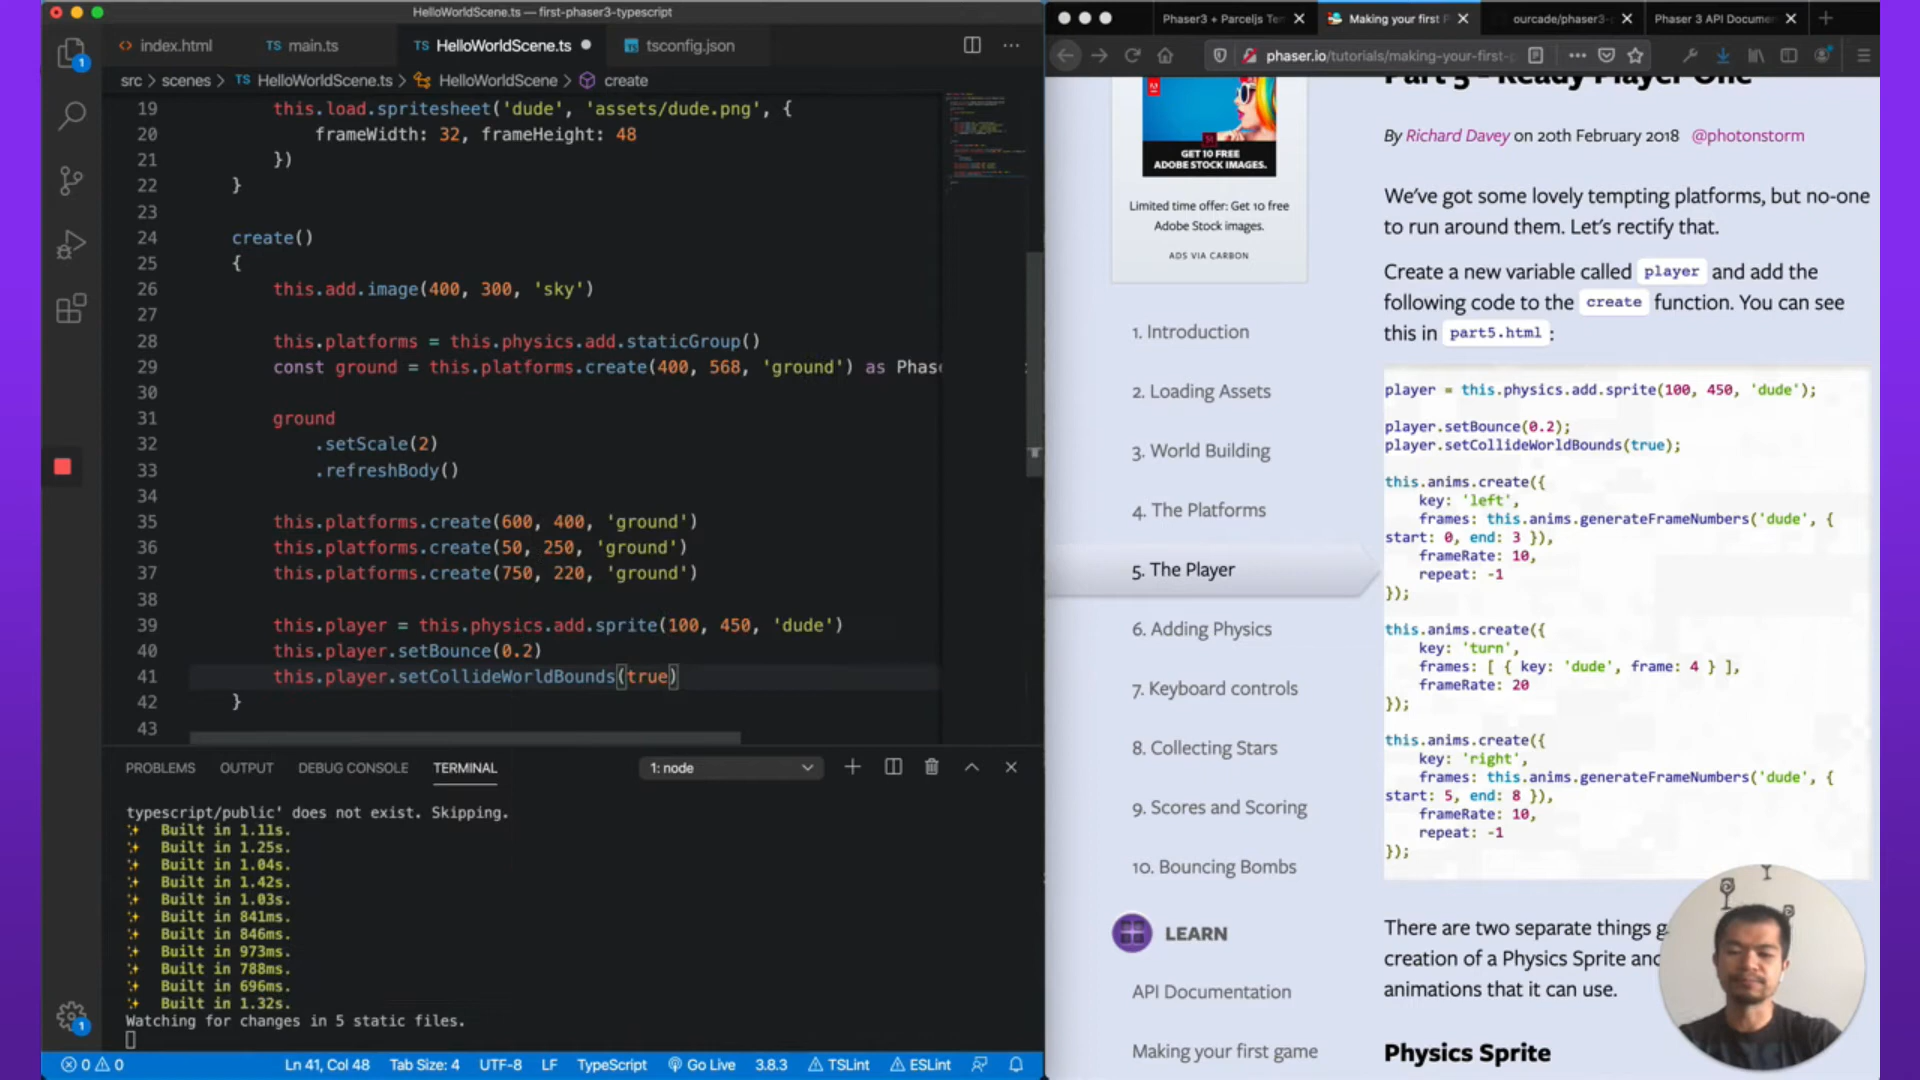 HelloWorldScene.ts — first-phaser3-typescript
index.html
TS main.ts
TS HelloWorldScene.ts
tsconfig.json
src > scenes > TS HelloWorldScene.ts > HelloWorldScene > create
19 this.load.spritesheet('dude', 'assets/dude.png', {
20 frameWidth: 32, frameHeight: 48
21 })
22 }
23
24 create()
25 {
26 this.add.image(400, 300, 'sky')
27
28 this.platforms = this.physics.add.staticGroup()
29 const ground = this.platforms.create(400, 568, 'ground') as Phase
30
31 ground
32 .setScale(2)
33 .refreshBody()
34
35 this.platforms.create(600, 400, 'ground')
36 this.platforms.create(50, 250, 'ground')
37 this.platforms.create(750, 220, 'ground')
38
39 this.player = this.physics.add.sprite(100, 450, 'dude')
40 this.player.setBounce(0.2)
41 this.player.setCollideWorldBounds(true)
42 }
43
PROBLEMS OUTPUT DEBUG CONSOLE TERMINAL 1: node
typescript/public' does not exist. Skipping.
Built in 1.11s.
Built in 1.25s.
Built in 1.04s.
Built in 1.42s.
Built in 1.03s.
Built in 841ms.
Built in 846ms.
Built in 973ms.
Built in 788ms.
Built in 696ms.
Built in 1.32s.
Watching for changes in 5 static files.
1
1
0 0 Ln 41, Col 48 Tab Size: 4 UTF-8 LF TypeScript Go Live 3.8.3 TSLint ESLint
Phaser3 + Parceljs Te
Making your first P
ourcade/phaser3-
Phaser 3 API Docume
phaser.io/tutorials/making-your-first-
Part 5 - Ready Player One
By Richard Davey on 20th February 2018 @photonstorm
We've got some lovely tempting platforms, but no-one
to run around them. Let's rectify that.
Create a new variable called player and add the
following code to the create function. You can see
this in part5.html :
player = this.physics.add.sprite(100, 450, 'dude');
player.setBounce(0.2);
player.setCollideWorldBounds(true);
this.anims.create({
key: 'left',
frames: this.anims.generateFrameNumbers('dude', {
start: 0, end: 3 }),
frameRate: 10,
repeat: -1
});
this.anims.create({
key: 'turn',
frames: [ { key: 'dude', frame: 4 } ],
frameRate: 20
});
this.anims.create({
key: 'right',
frames: this.anims.generateFrameNumbers('dude', {
start: 5, end: 8 }),
frameRate: 10,
repeat: -1
});
There are two separate things g
creation of a Physics Sprite and
animations that it can use.
Physics Sprite
GET 10 FREE
ADOBE STOCK IMAGES.
Limited time offer: Get 10 free
Adobe Stock images.
ADS VIA CARBON
1. Introduction
2. Loading Assets
3. World Building
4. The Platforms
5. The Player
6. Adding Physics
7. Keyboard controls
8. Collecting Stars
9. Scores and Scoring
10. Bouncing Bombs
LEARN
API Documentation
Making your first game